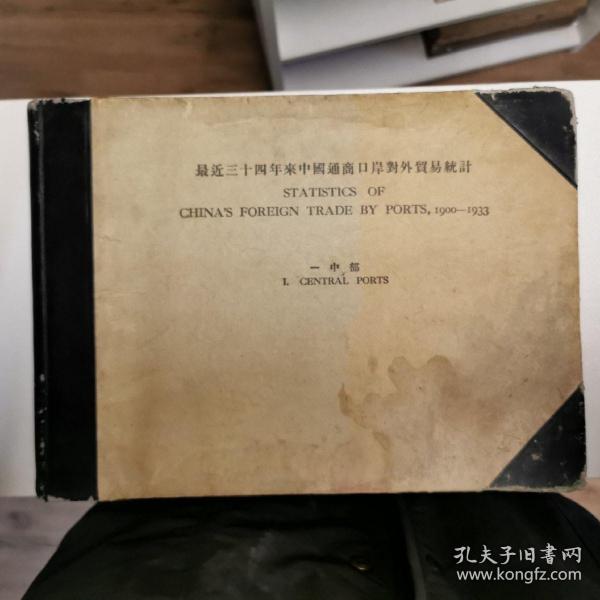 最近三十四年來中國通商口岸對外貿易統計
STATISTICS OF
CHINA'S FOREIGN TRADE BY PORTS, 1900—1933
一 中 部
I. CENTRAL PORTS
孔夫子旧书网
www.kongfz.com